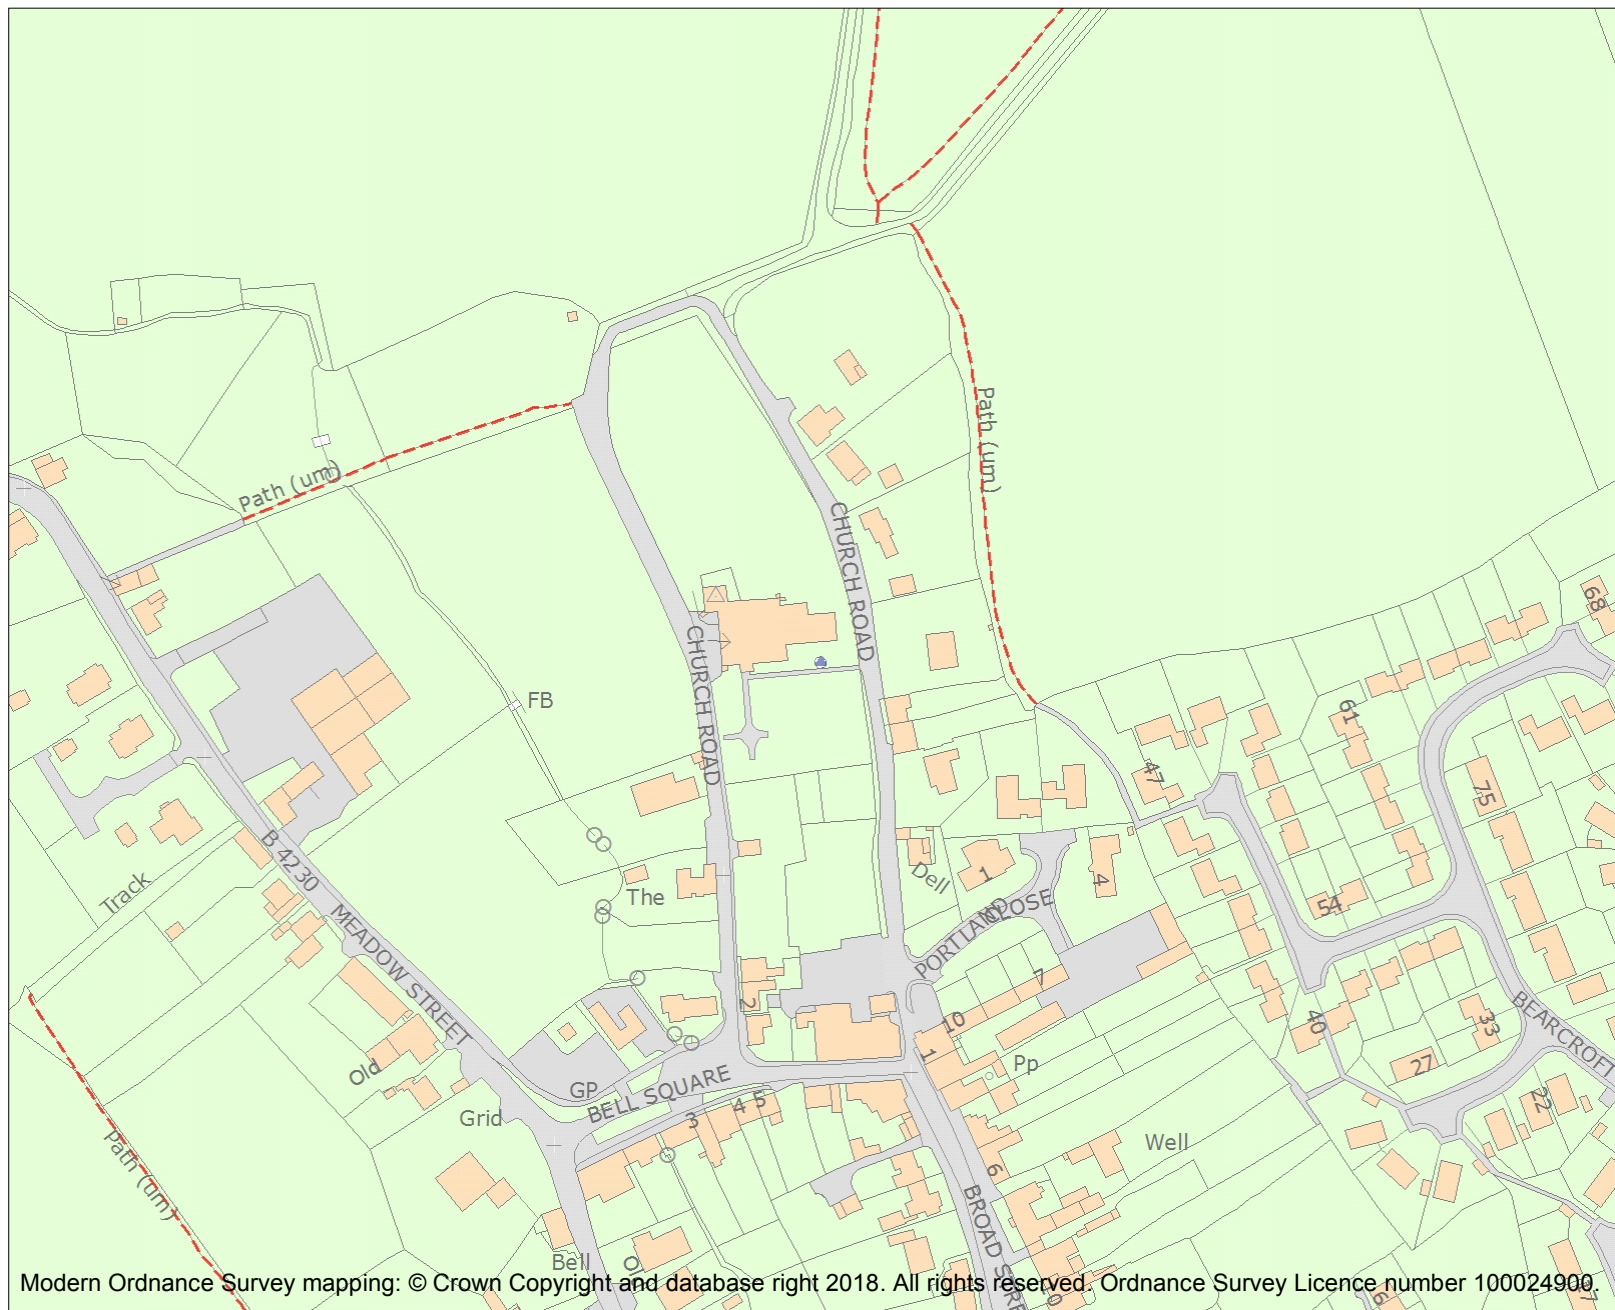 Path (um)
Path (um)
CHURCH ROAD
68
CHURCH ROAD
FB
61
47
75
B 4230
Track
The
Dell
1
4
CLOSE
54
MEADOW STREET
PORTLAND
7
2
10
40
BEARCROFT
33
1
Pp
Old
27
GP
BELL SQUARE
22
Grid
3
4
5
Well
Path (um)
6
BROAD STRE
Bell
Modern Ordnance Survey mapping: © Crown Copyright and database right 2018. All rights reserved. Ordnance Survey Licence number 100024900.